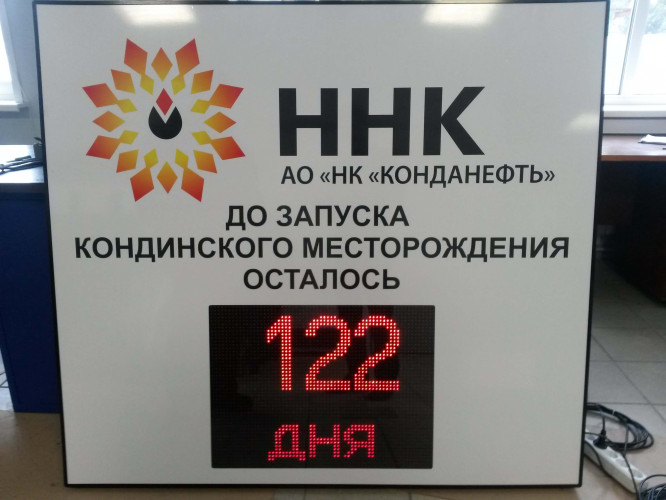 ННК
АО «НК «КОНДАНЕФТЬ»
ДО ЗАПУСКА
КОНДИНСКОГО МЕСТОРОЖДЕНИЯ
ОСТАЛОСЬ
122
ДНЯ